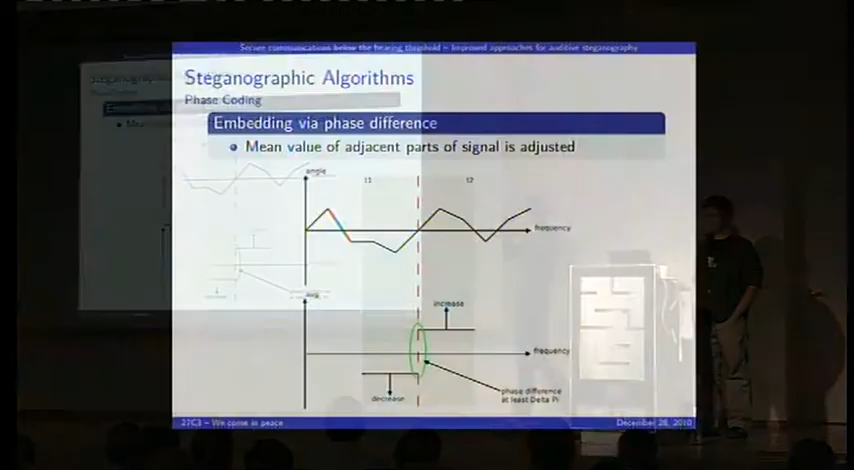 Secure communications below the hearing threshold – Improved approaches for auditive steganography
Steganographic Algorithms
Phase Coding
Embedding via phase difference
Mean value of adjacent parts of signal is adjusted
angle
frequency
increase
frequency
decrease
phase difference
at least Delta Pi
27C3 – We come in peace
December 28, 2010